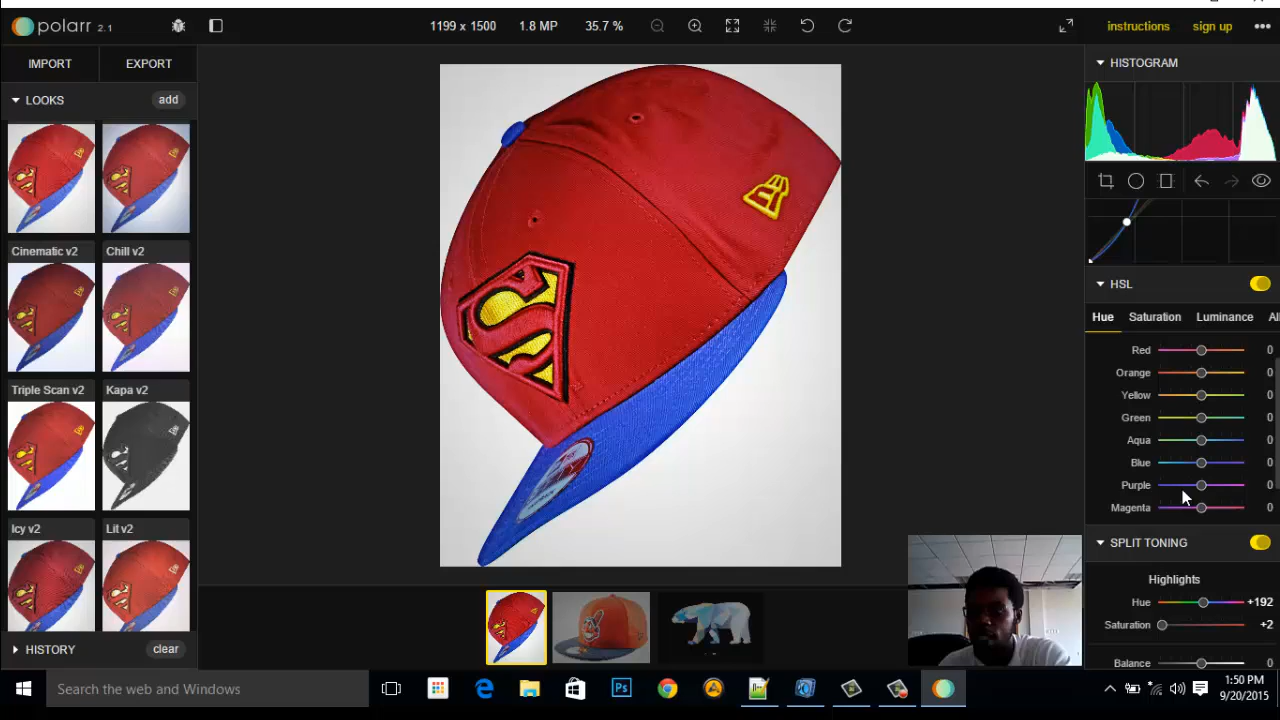 polarr 2.1
1199 x 1500 1.8 MP 35.7 %
instructions sign up •••
IMPORT EXPORT
LOOKS add
Cinematic v2 Chill v2
Triple Scan v2 Kapa v2
Icy v2 Lit v2
HISTORY clear
HISTOGRAM
HSL
Hue Saturation Luminance Al
Red 0
Orange 0
Yellow 0
Green 0
Aqua 0
Blue 0
Purple 0
Magenta 0
SPLIT TONING
Highlights
Hue +192
Saturation +2
Balance 0
S
Search the web and Windows
Ps
1:50 PM
9/20/2015